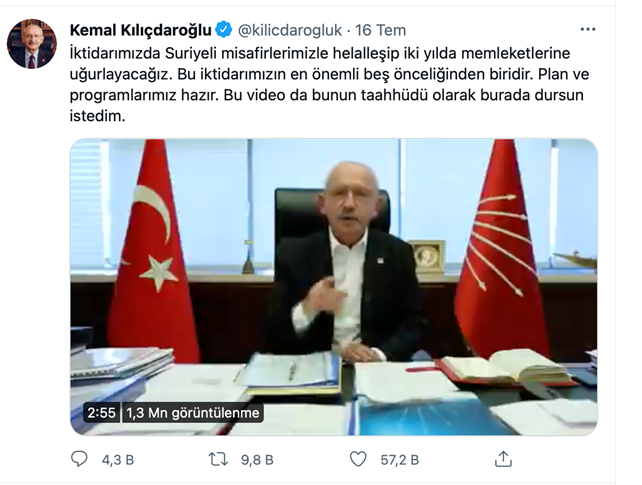 Kemal Kılıçdaroğlu @kilicdarogluk · 16 Tem
İktidarımızda Suriyeli misafirlerimizle helalleşip iki yılda memleketlerine
uğurlayacağız. Bu iktidarımızın en önemli beş önceliğinden biridir. Plan ve
programlarımız hazır. Bu video da bunun taahhüdü olarak burada dursun
istedim.
2:55 1,3 Mn görüntülenme
4,3 B 9,8 B 57,2 B